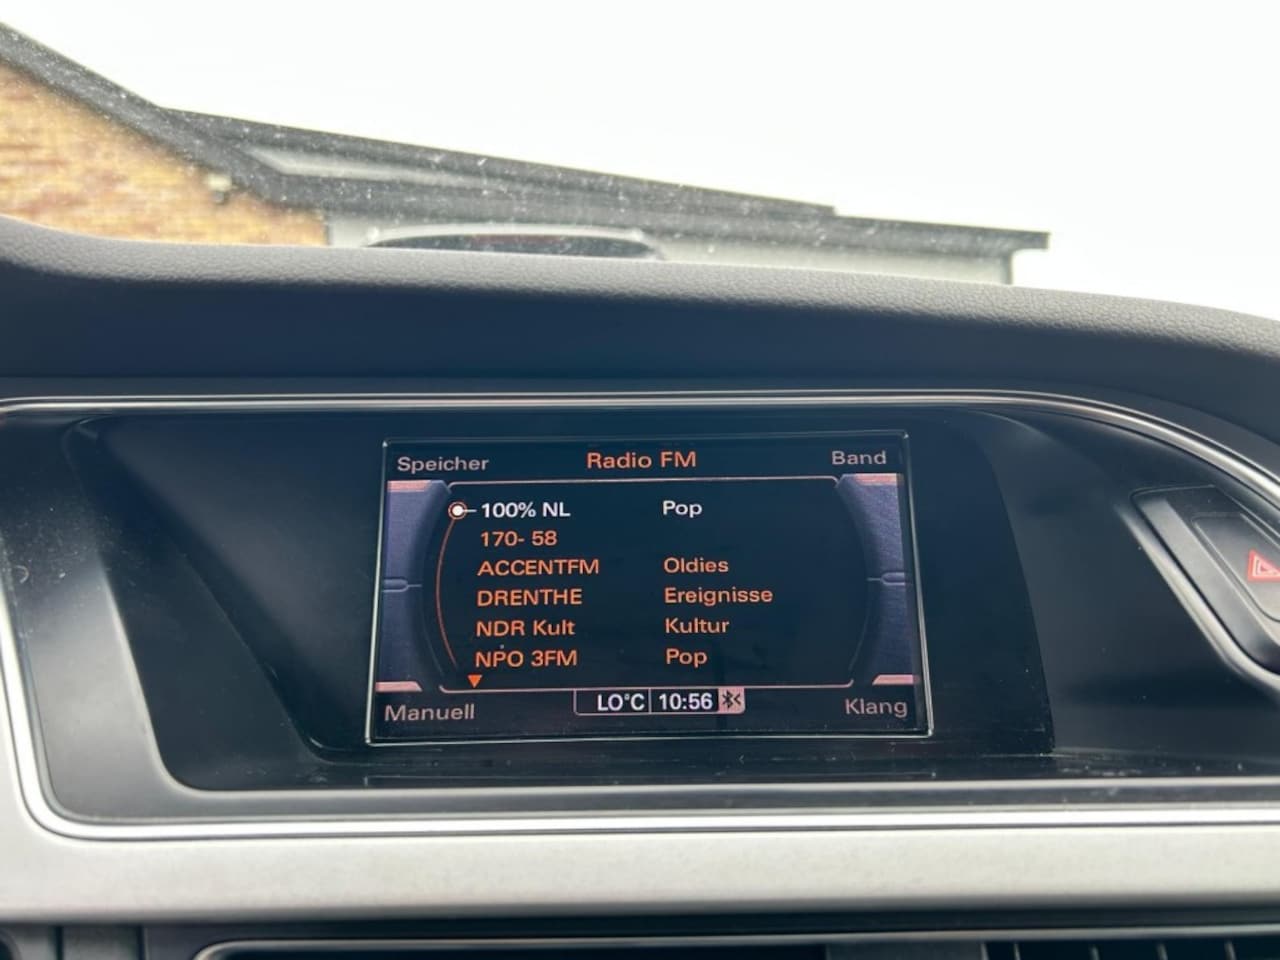 Speicher Radio FM Band
100% NL Pop
170- 58
ACCENTFM Oldies
DRENTHE Ereignisse
NDR Kult Kultur
NPO 3FM Pop
LO°C 10:56
Manuell Klang